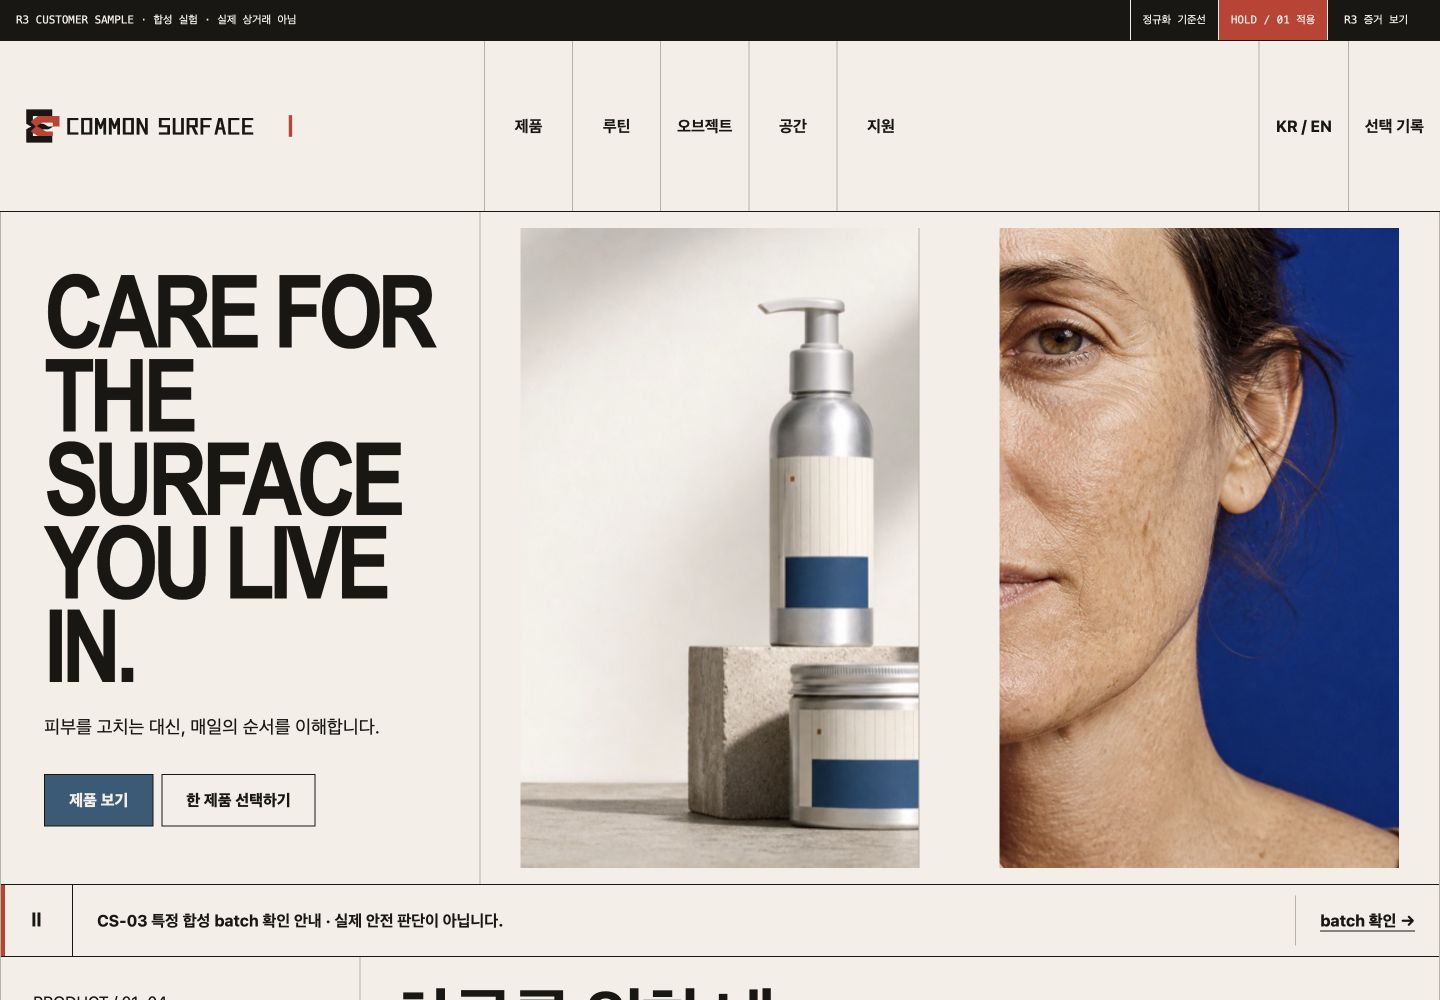 R3 CUSTOMER SAMPLE · 합성 실험 · 실제 상거래 아님
정규화 기준선
HOLD / 01 적용
R3 증거 보기
COMMON SURFACE
제품
루틴
오브젝트
공간
지원
KR / EN
선택 기록
CARE FOR
THE
SURFACE
YOU LIVE
IN.
피부를 고치는 대신, 매일의 순서를 이해합니다.
제품 보기
한 제품 선택하기
CS-03 특정 합성 batch 확인 안내 · 실제 안전 판단이 아닙니다.
batch 확인 →